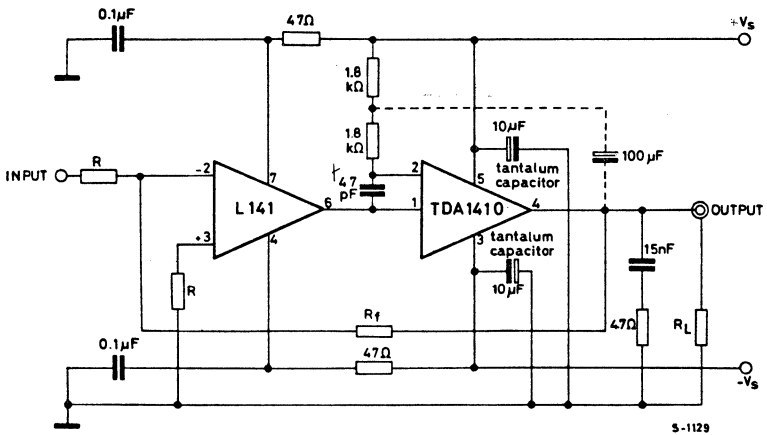 0.1µF
47Ω
+Vs
1.8
kΩ
1.8
kΩ
10µF
tantalum
capacitor
100µF
INPUT
R
-2
7
L141
6
4
+3
R
47
pF
2
1
TDA1410
5
4
3
OUTPUT
tantalum
capacitor
10µF
15nF
Rf
47Ω
RL
0.1µF
47Ω
-Vs
S-1129